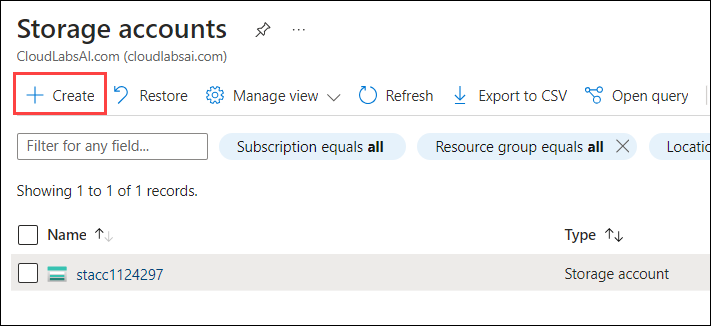 Storage accounts
CloudLabsAI.com (cloudlabsai.com)
Create Restore Manage view Refresh Export to CSV Open query
Filter for any field... Subscription equals all Resource group equals all Locatio
Showing 1 to 1 of 1 records.
Name Type
stacc1124297 Storage account